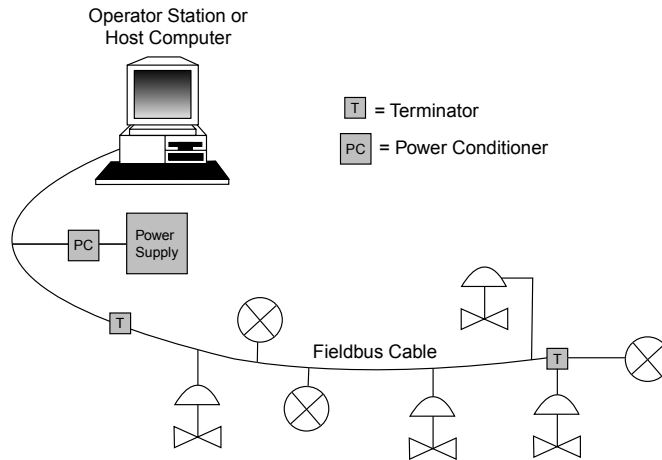 Operator Station or
Host Computer
T = Terminator
PC = Power Conditioner
PC
Power
Supply
T
Fieldbus Cable
T